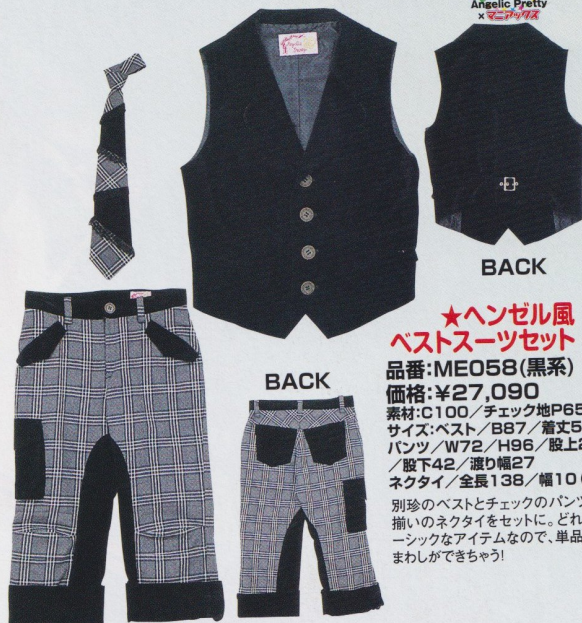 Angelic Pretty
×マニアックス
Angelic
Pretty
BACK
BACK
★ヘンゼル風
ベストスーツセット
品番:ME058(黒系)
価格:¥27,090
素材:C100/チェック地P65
サイズ:ベスト/B87/着丈5
パンツ/W72/H96/股上2
/股下42/渡り幅27
ネクタイ/全長138/幅10
別珍のベストとチェックのパンツ
揃いのネクタイをセットに。どれ
ーシックなアイテムなので、単品
まわしができちゃう!